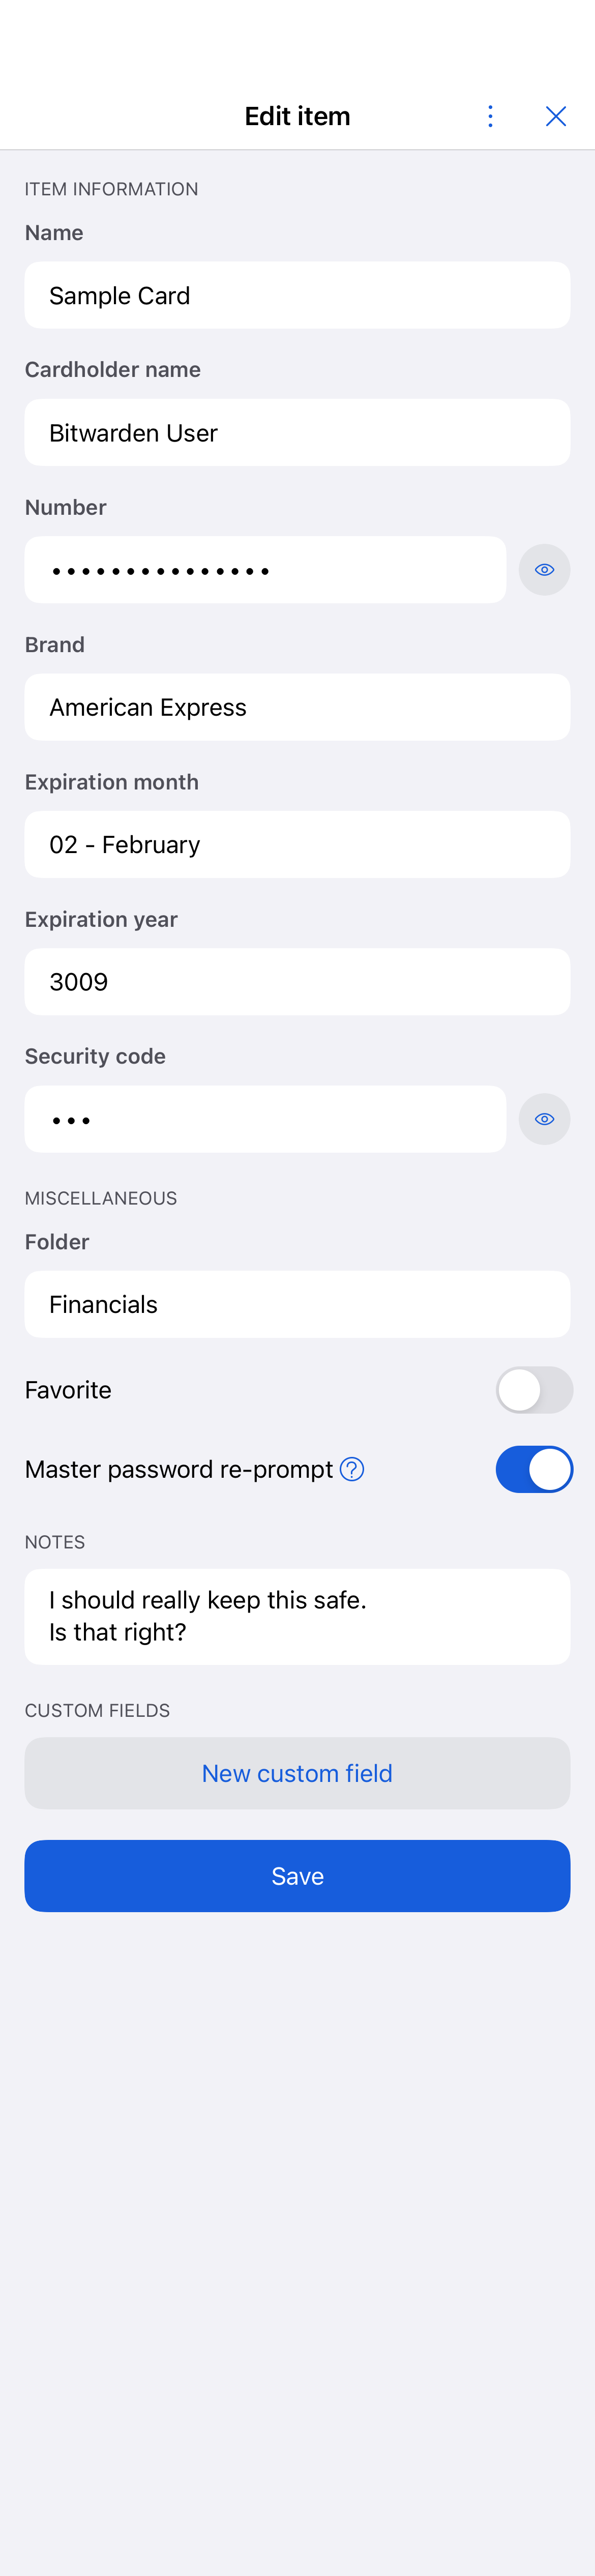 Edit item
ITEM INFORMATION
Name
Sample Card
Cardholder name
Bitwarden User
Number
•••••••••••••••
Brand
American Express
Expiration month
02 - February
Expiration year
3009
Security code
•••
MISCELLANEOUS
Folder
Financials
Favorite
Master password re-prompt ?
NOTES
I should really keep this safe.
Is that right?
CUSTOM FIELDS
New custom field
Save